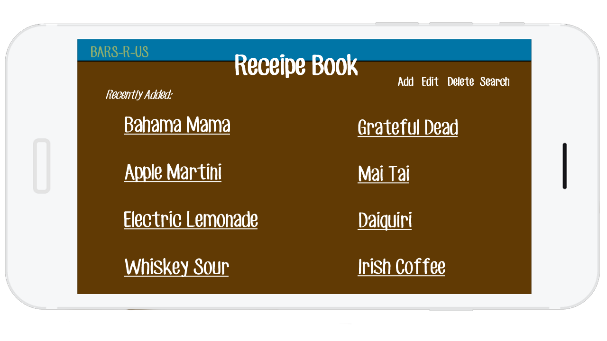 BARS-R-US
Receipe Book
Add Edit Delete Search
Recently Added:
Bahama Mama
Grateful Dead
Apple Martini
Mai Tai
Electric Lemonade
Daiquiri
Whiskey Sour
Irish Coffee